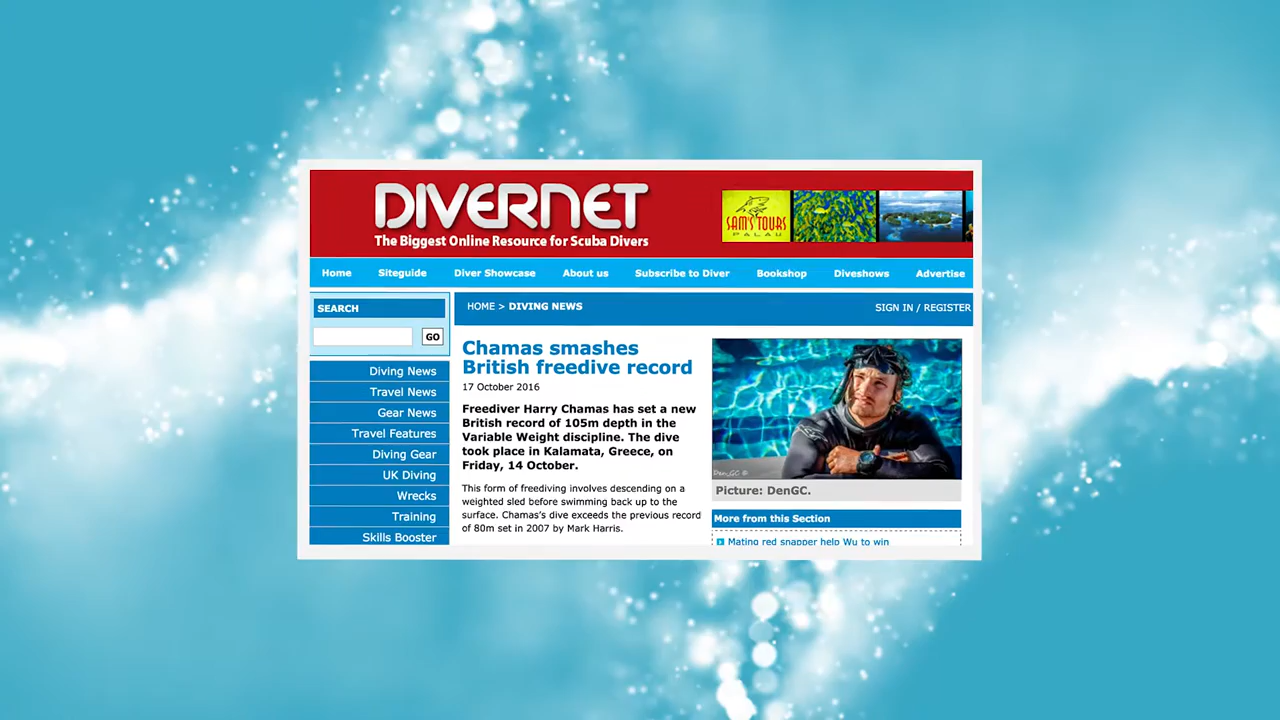 DIVERNET
The Biggest Online Resource for Scuba Divers
SAM'S TOURS
PALAU
Home Siteguide Diver Showcase About us Subscribe to Diver Bookshop Diveshows Advertise
SEARCH
GO
HOME > DIVING NEWS
SIGN IN / REGISTER
Diving News
Travel News
Gear News
Travel Features
Diving Gear
UK Diving
Wrecks
Training
Skills Booster
Chamas smashes
British freedive record
17 October 2016
Freediver Harry Chamas has set a new
British record of 105m depth in the
Variable Weight discipline. The dive
took place in Kalamata, Greece, on
Friday, 14 October.
This form of freediving involves descending on a
weighted sled before swimming back up to the
surface. Chamas's dive exceeds the previous record
of 80m set in 2007 by Mark Harris.
DenGC ©
Picture: DenGC.
More from this Section
Mating red snapper help Wu to win